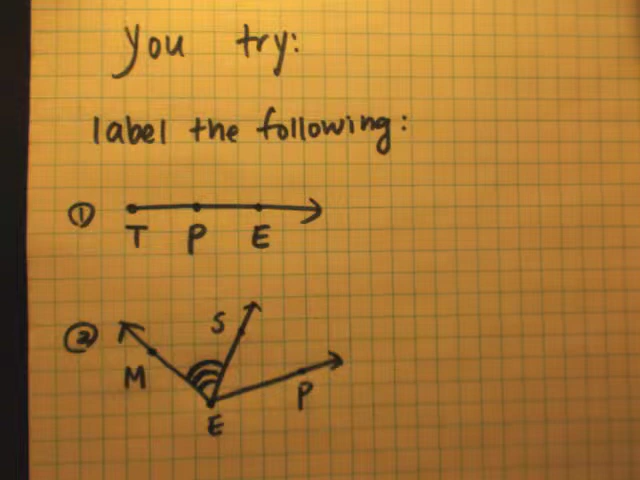 you try:
label the following:
① T P E
② M S E P